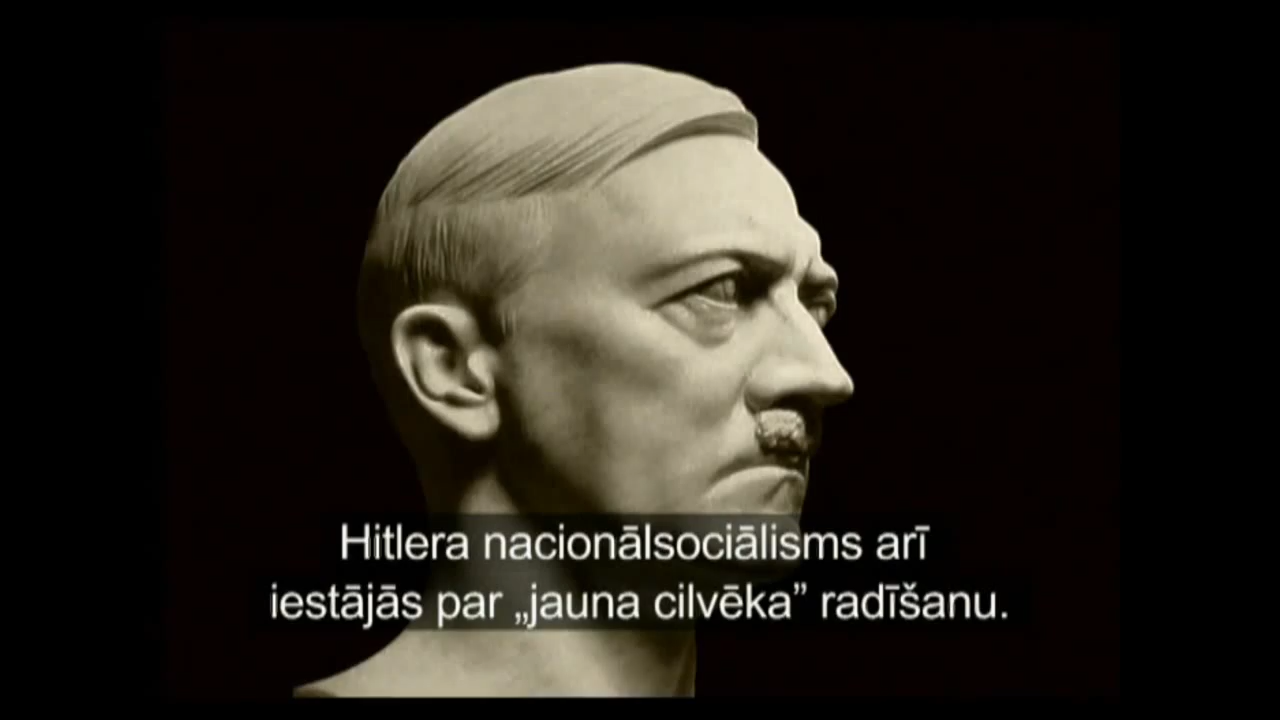 Hitlera nacionālsociālisms arī
iestājās par „jauna cilvēka” radīšanu.